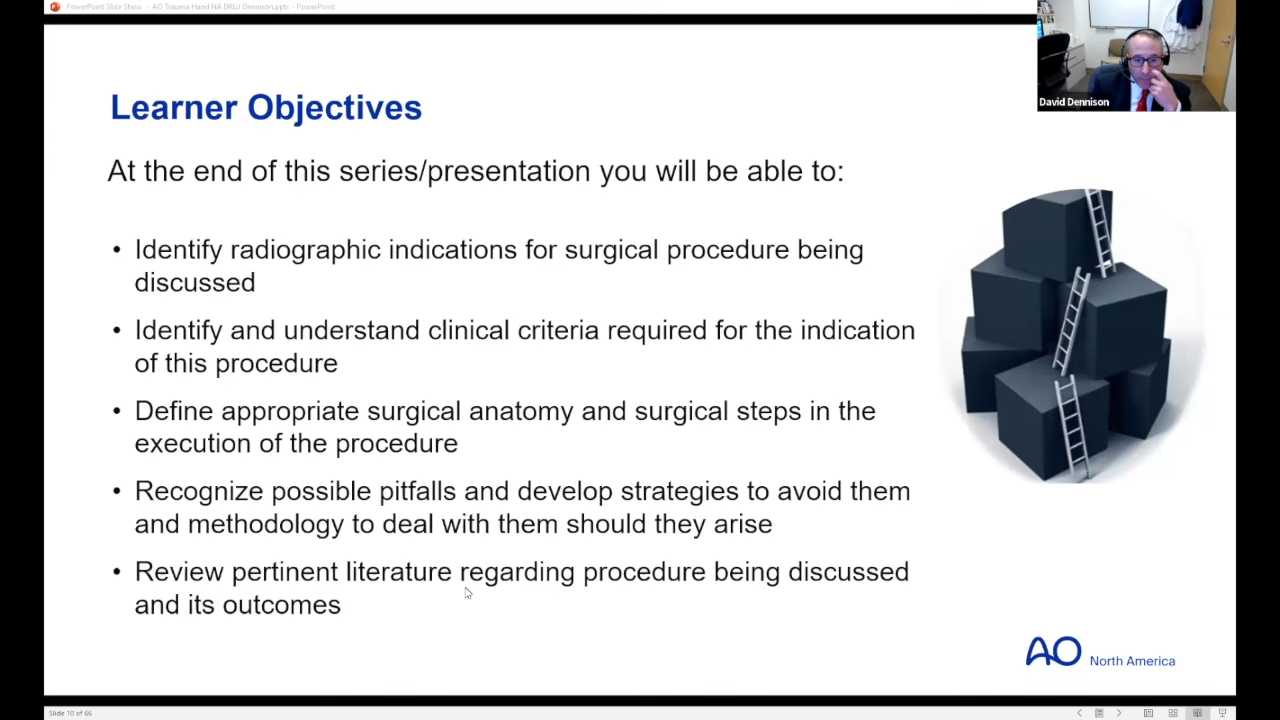 PowerPoint Slide Show - AO Trauma Hand NA DRUJ Dennison.pptx - PowerPoint
David Dennison
Learner Objectives
At the end of this series/presentation you will be able to:
• Identify radiographic indications for surgical procedure being
discussed
• Identify and understand clinical criteria required for the indication
of this procedure
• Define appropriate surgical anatomy and surgical steps in the
execution of the procedure
• Recognize possible pitfalls and develop strategies to avoid them
and methodology to deal with them should they arise
• Review pertinent literature regarding procedure being discussed
and its outcomes
AO North America
Slide 10 of 66